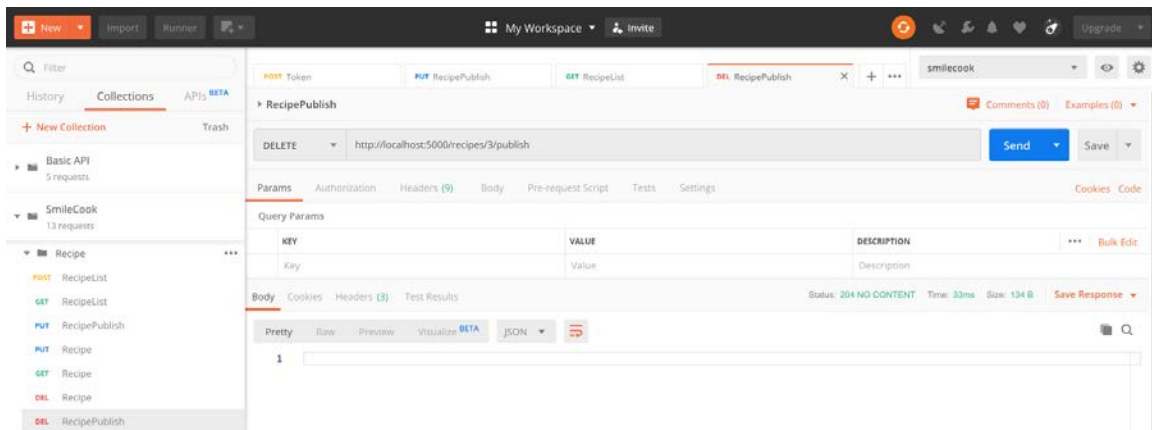 New Import Runner My Workspace Invite Upgrade
Filter
History Collections APIs BETA
+ New Collection Trash
Basic API
5 requests
SmileCook
13 requests
Recipe
POST RecipeList
GET RecipeList
PUT RecipePublish
PUT Recipe
GET Recipe
DEL Recipe
DEL RecipePublish
POST Token PUT RecipePublish GET RecipeList DEL RecipePublish smilecook
RecipePublish Comments (0) Examples (0)
DELETE http://localhost:5000/recipes/3/publish Send Save
Params Authorization Headers (9) Body Pre-request Script Tests Settings Cookies Code
Query Params
KEY VALUE DESCRIPTION Bulk Edit
Key Value Description
Body Cookies Headers (3) Test Results Status: 204 NO CONTENT Time: 33ms Size: 134 B Save Response
Pretty Raw Preview Visualize BETA JSON
1